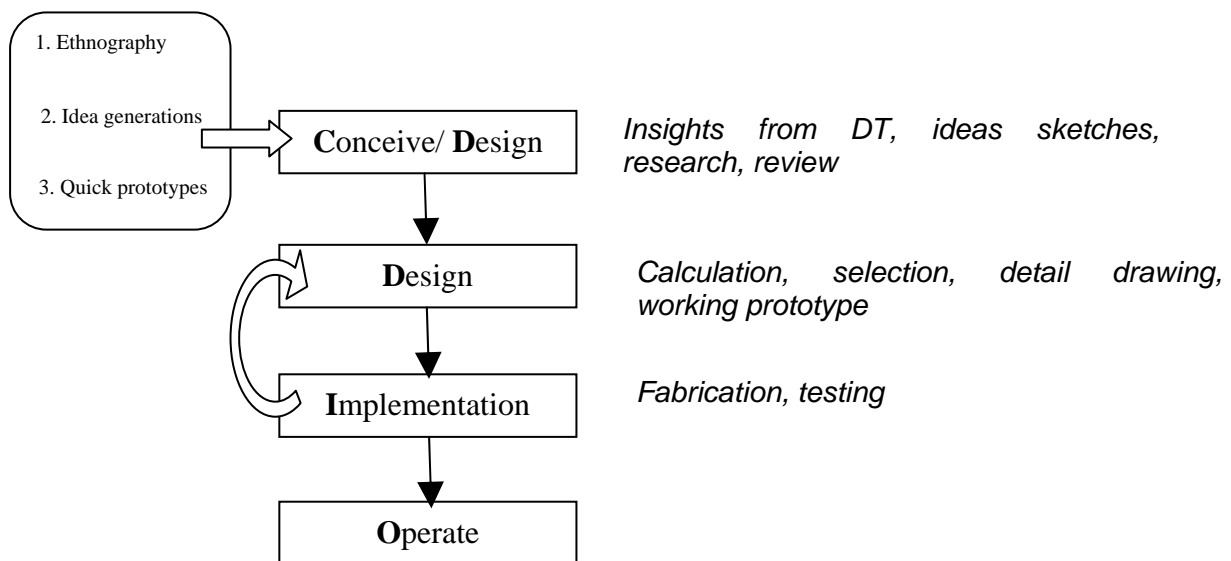 1. Ethnography
2. Idea generations
3. Quick prototypes
Conceive/ Design
Insights from DT, ideas sketches,
research, review
Design
Calculation, selection, detail drawing,
working prototype
Implementation
Fabrication, testing
Operate